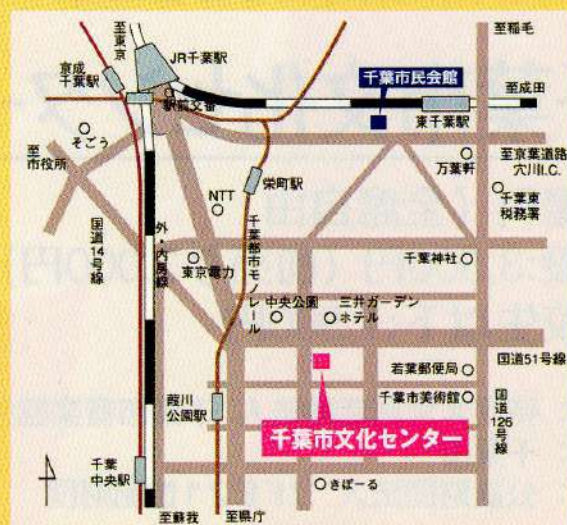 至東京
JR千葉駅
京成
千葉駅
駅前交番
そごう
至
市役所
千葉市民会館
至稲毛
至成田
東千葉駅
万葉軒
至京葉道路
穴川I.C.
千葉東
税務署
栄町駅
NTT
国道14号線
外・内房線
千葉都市モノレール
東京電力
千葉神社
中央公園
三井ガーデン
ホテル
国道51号線
若葉郵便局
千葉市美術館
国道126号線
葭川
公園駅
千葉市文化センター
千葉
中央駅
きぼーる
至蘇我
至県庁